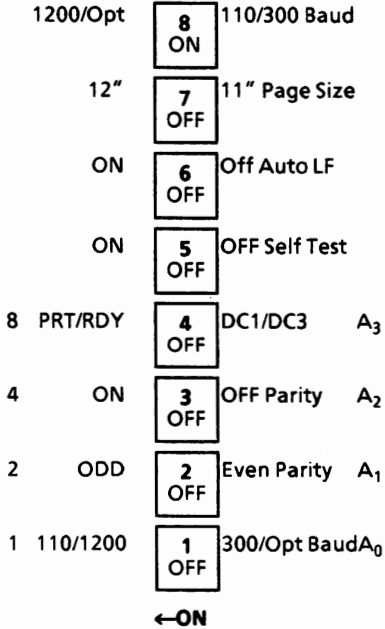 1200/Opt 8 ON 110/300 Baud
12" 7 OFF 11" Page Size
ON 6 OFF Off Auto LF
ON 5 OFF OFF Self Test
8 PRT/RDY 4 OFF DC1/DC3 A3
4 ON 3 OFF OFF Parity A2
2 ODD 2 OFF Even Parity A1
1 110/1200 1 OFF 300/Opt Baud A0
←ON